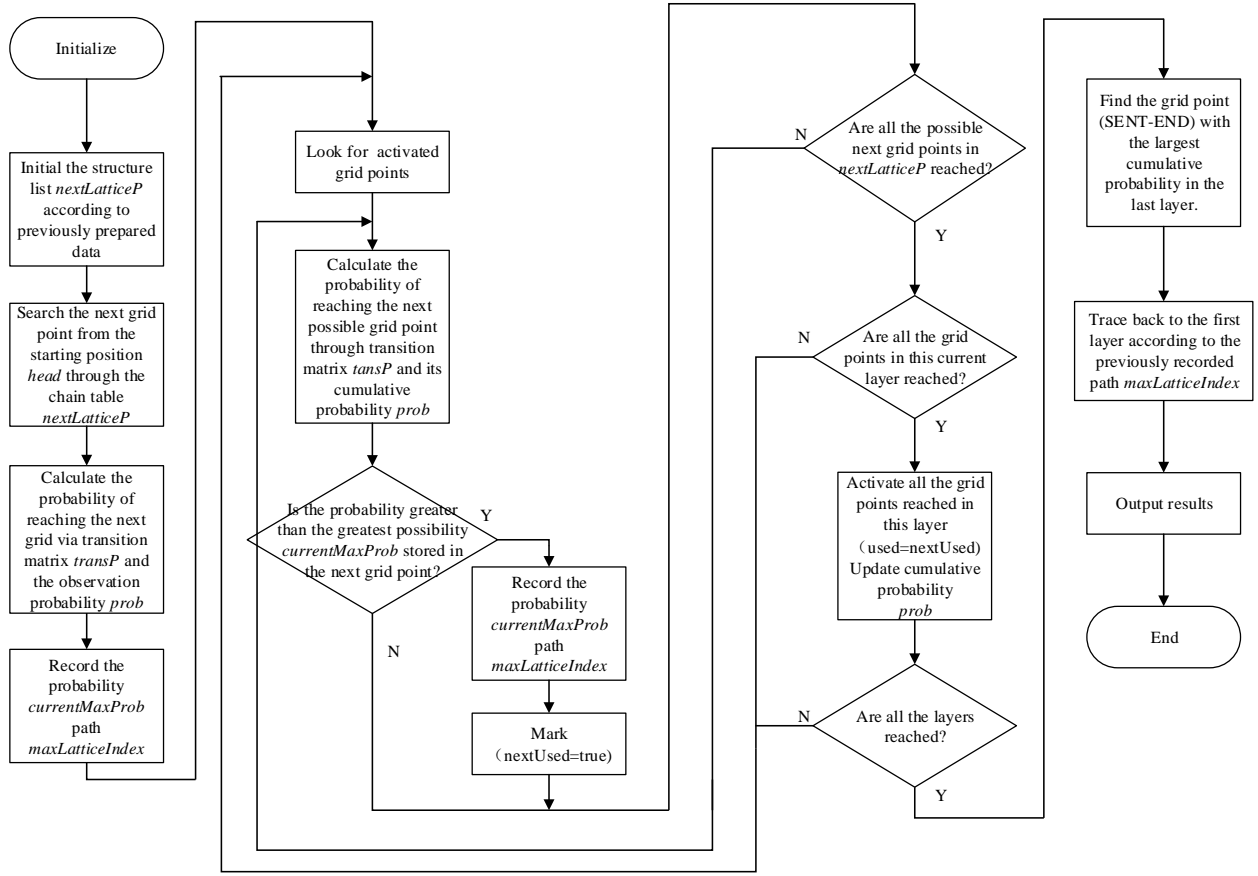 Initialize
Initial the structure
list nextLatticeP
according to
previously prepared
data
Search the next grid
point from the
starting position
head through the
chain table
nextLatticeP
Calculate the
probability of
reaching the next
grid via transition
matrix transP and
the observation
probability prob
Record the
probability
currentMaxProb
path
maxLatticeIndex
Look for activated
grid points
Calculate the
probability of
reaching the next
possible grid point
through transition
matrix tansP and its
cumulative
probability prob
Is the probability greater
than the greatest possibility
currentMaxProb stored in
the next grid point?
Y
N
Record the
probability
currentMaxProb
path
maxLatticeIndex
Mark
（nextUsed=true)
Are all the possible
next grid points in
nextLatticeP reached?
N
Y
Are all the grid
points in this current
layer reached?
N
Y
Activate all the grid
points reached in
this layer
（used=nextUsed)
Update cumulative
probability
prob
Are all the layers
reached?
N
Y
Find the grid point
(SENT-END) with
the largest
cumulative
probability in the
last layer.
Trace back to the first
layer according to the
previously recorded
path maxLatticeIndex
Output results
End